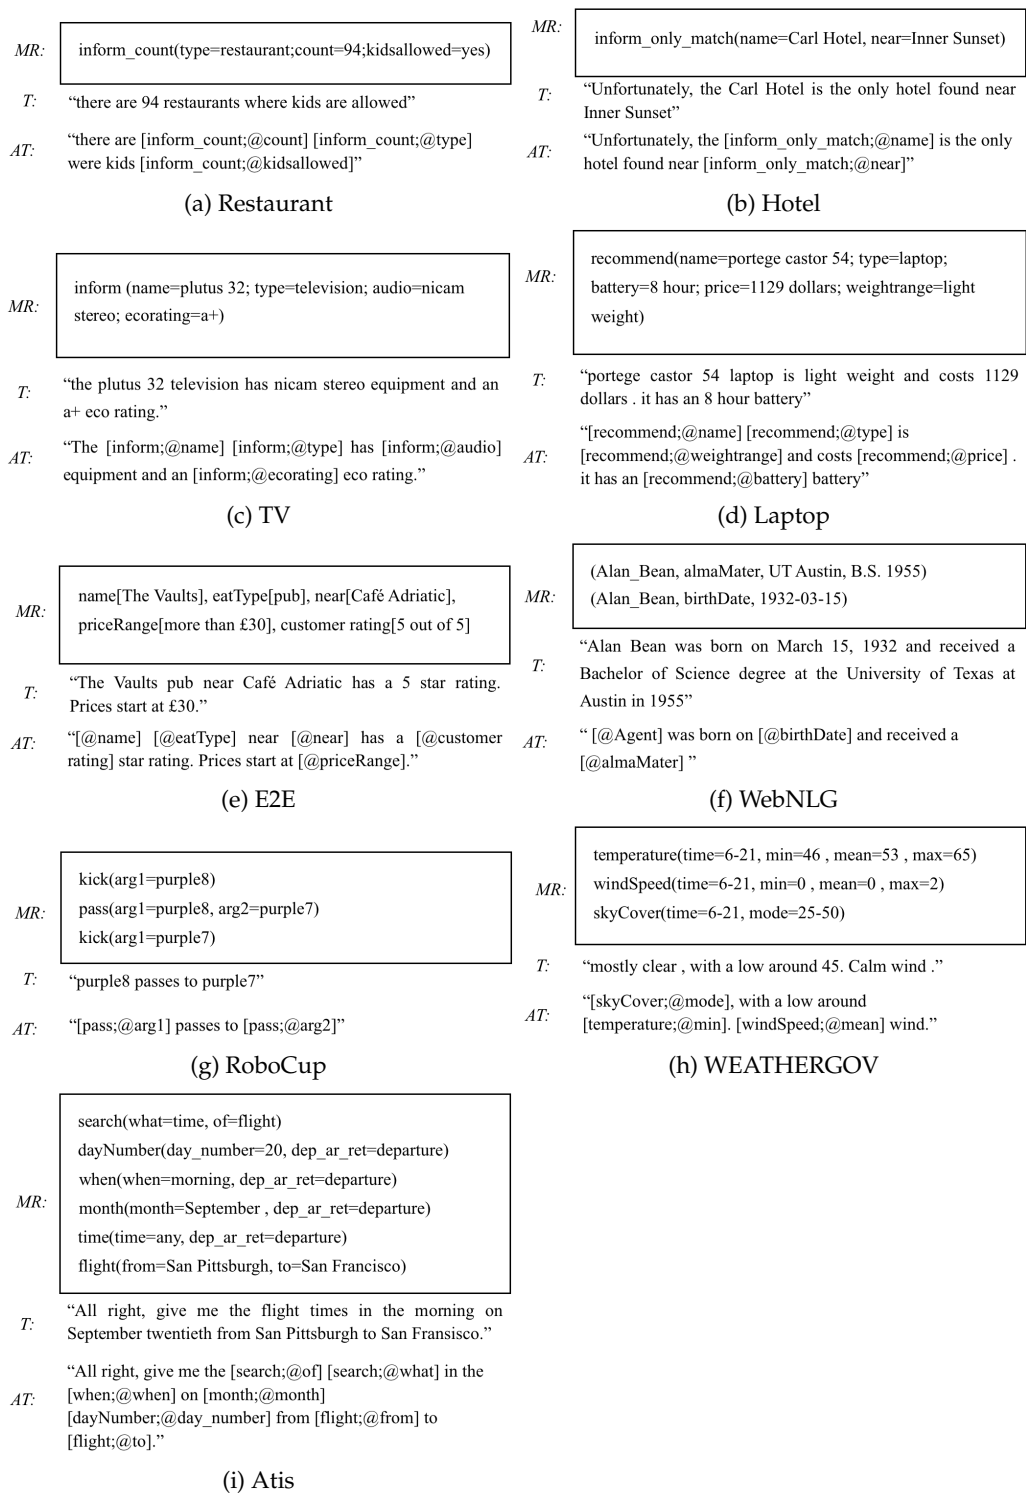 MR:
inform_count(type=restaurant;count=94;kidsallowed=yes)
T:
“there are 94 restaurants where kids are allowed”
AT:
“there are [inform_count;@count] [inform_count;@type]
were kids [inform_count;@kidsallowed]”
(a) Restaurant
MR:
inform_only_match(name=Carl Hotel, near=Inner Sunset)
T:
“Unfortunately, the Carl Hotel is the only hotel found near
Inner Sunset”
AT:
“Unfortunately, the [inform_only_match;@name] is the only
hotel found near [inform_only_match;@near]”
(b) Hotel
MR:
inform (name=plutus 32; type=television; audio=nicam
stereo; ecorating=a+)
T:
“the plutus 32 television has nicam stereo equipment and an
a+ eco rating.”
AT:
“The [inform;@name] [inform;@type] has [inform;@audio]
equipment and an [inform;@ecorating] eco rating.”
(c) TV
MR:
recommend(name=portege castor 54; type=laptop;
battery=8 hour; price=1129 dollars; weightrange=light
weight)
T:
“portege castor 54 laptop is light weight and costs 1129
dollars . it has an 8 hour battery”
AT:
“[recommend;@name] [recommend;@type] is
[recommend;@weightrange] and costs [recommend;@price] .
it has an [recommend;@battery] battery”
(d) Laptop
MR:
name[The Vaults], eatType[pub], near[Café Adriatic],
priceRange[more than £30], customer rating[5 out of 5]
T:
“The Vaults pub near Café Adriatic has a 5 star rating.
Prices start at £30.”
AT:
“[@name] [@eatType] near [@near] has a [@customer
rating] star rating. Prices start at [@priceRange].”
(e) E2E
MR:
(Alan_Bean, almaMater, UT Austin, B.S. 1955)
(Alan_Bean, birthDate, 1932-03-15)
T:
“Alan Bean was born on March 15, 1932 and received a
Bachelor of Science degree at the University of Texas at
Austin in 1955”
AT:
“ [@Agent] was born on [@birthDate] and received a
[@almaMater] ”
(f) WebNLG
MR:
kick(arg1=purple8)
pass(arg1=purple8, arg2=purple7)
kick(arg1=purple7)
T:
“purple8 passes to purple7”
AT:
“[pass;@arg1] passes to [pass;@arg2]”
(g) RoboCup
MR:
temperature(time=6-21, min=46 , mean=53 , max=65)
windSpeed(time=6-21, min=0 , mean=0 , max=2)
skyCover(time=6-21, mode=25-50)
T:
“mostly clear , with a low around 45. Calm wind .”
AT:
“[skyCover;@mode], with a low around
[temperature;@min]. [windSpeed;@mean] wind.”
(h) WEATHERGOV
MR:
search(what=time, of=flight)
dayNumber(day_number=20, dep_ar_ret=departure)
when(when=morning, dep_ar_ret=departure)
month(month=September , dep_ar_ret=departure)
time(time=any, dep_ar_ret=departure)
flight(from=San Pittsburgh, to=San Francisco)
T:
“All right, give me the flight times in the morning on
September twentieth from San Pittsburgh to San Fransisco.”
AT:
“All right, give me the [search;@of] [search;@what] in the
[when;@when] on [month;@month]
[dayNumber;@day_number] from [flight;@from] to
[flight;@to].”
(i) Atis